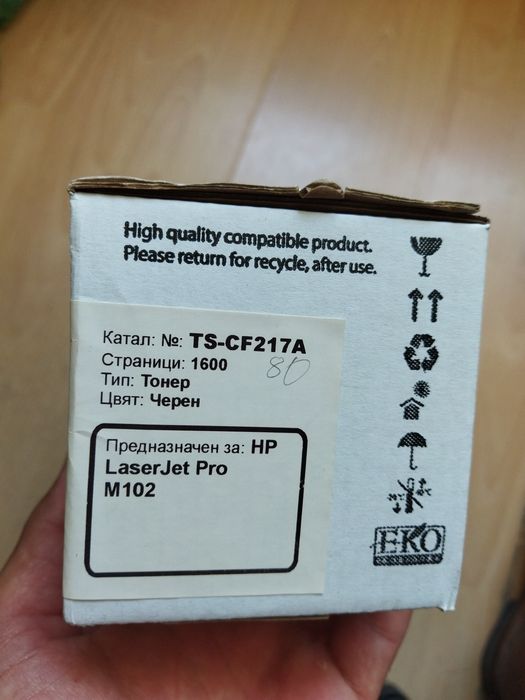 High quality compatible product.
Please return for recycle, after use.
Катал: №: TS-CF217A
Страници: 1600
80
Тип: Тонер
Цвят: Черен
Предназначен за: HP
LaserJet Pro
M102
EKO